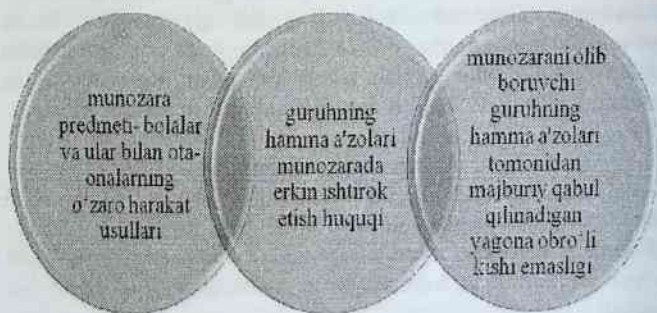 munozara
predmeti- bolalar
va ular bilan ota-
onalarning
o'zaro harakat
usullari
guruhning
hamma a'zolari
munozarada
erkin ishtirok
etish huquqi
munozarani olib
boruvchi
guruhning
hamma a'zolari
tomonidan
majburiy qabul
qilinadigan
yagona obro'li
kishi emasligi